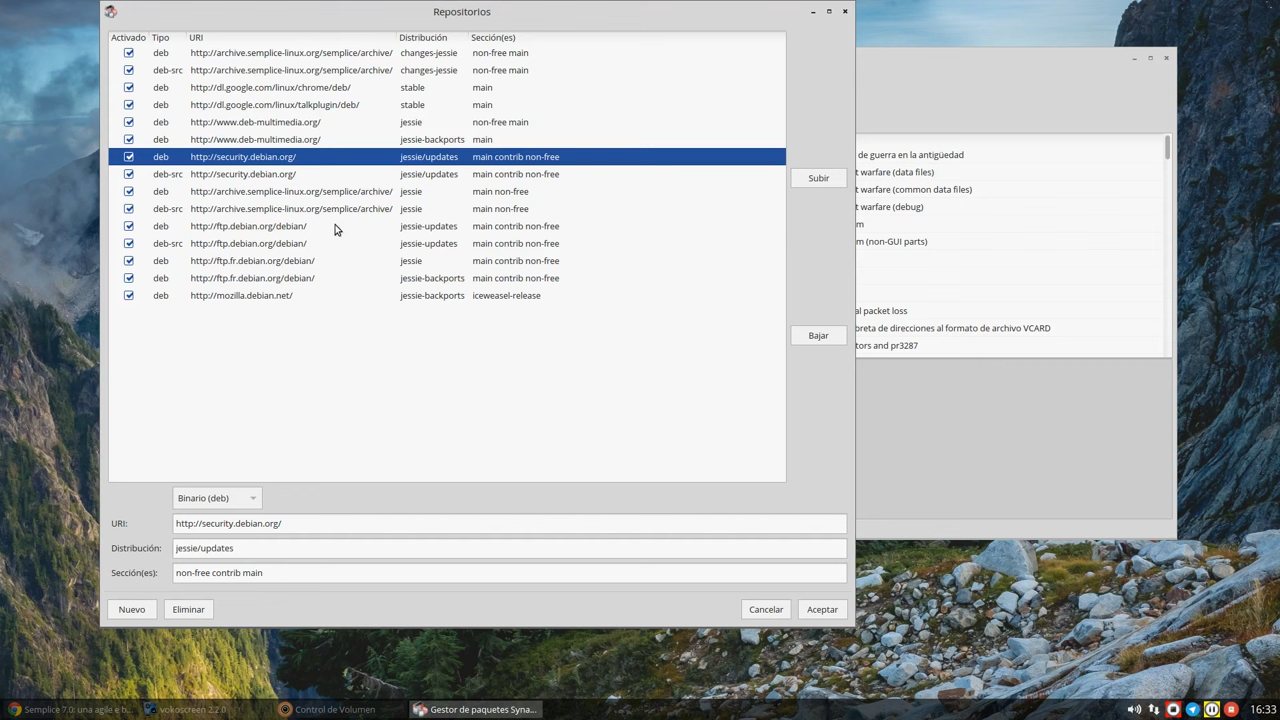 Repositorios
Activado Tipo URI Distribución Sección(es)
deb http://archive.semplice-linux.org/semplice/archive/ changes-jessie non-free main
deb-src http://archive.semplice-linux.org/semplice/archive/ changes-jessie non-free main
deb http://dl.google.com/linux/chrome/deb/ stable main
deb http://dl.google.com/linux/talkplugin/deb/ stable main
deb http://www.deb-multimedia.org/ jessie non-free main
deb http://www.deb-multimedia.org/ jessie-backports main
deb http://security.debian.org/ jessie/updates main contrib non-free
deb-src http://security.debian.org/ jessie/updates main contrib non-free
deb http://archive.semplice-linux.org/semplice/archive/ jessie main non-free
deb-src http://archive.semplice-linux.org/semplice/archive/ jessie main non-free
deb http://ftp.debian.org/debian/ jessie-updates main contrib non-free
deb-src http://ftp.debian.org/debian/ jessie-updates main contrib non-free
deb http://ftp.fr.debian.org/debian/ jessie main contrib non-free
deb http://ftp.fr.debian.org/debian/ jessie-backports main contrib non-free
deb http://mozilla.debian.net/ jessie-backports iceweasel-release
Subir
Bajar
de guerra en la antigüedad
t warfare (data files)
t warfare (common data files)
t warfare (debug)
m
m (non-GUI parts)
al packet loss
breta de direcciones al formato de archivo VCARD
tors and pr3287
Binario (deb)
URI: http://security.debian.org/
Distribución: jessie/updates
Sección(es): non-free contrib main
Nuevo Eliminar Cancelar Aceptar
Semplice 7.0: una agile e b... vokoscreen 2.2.0 Control de Volumen Gestor de paquetes Syna... 16:33